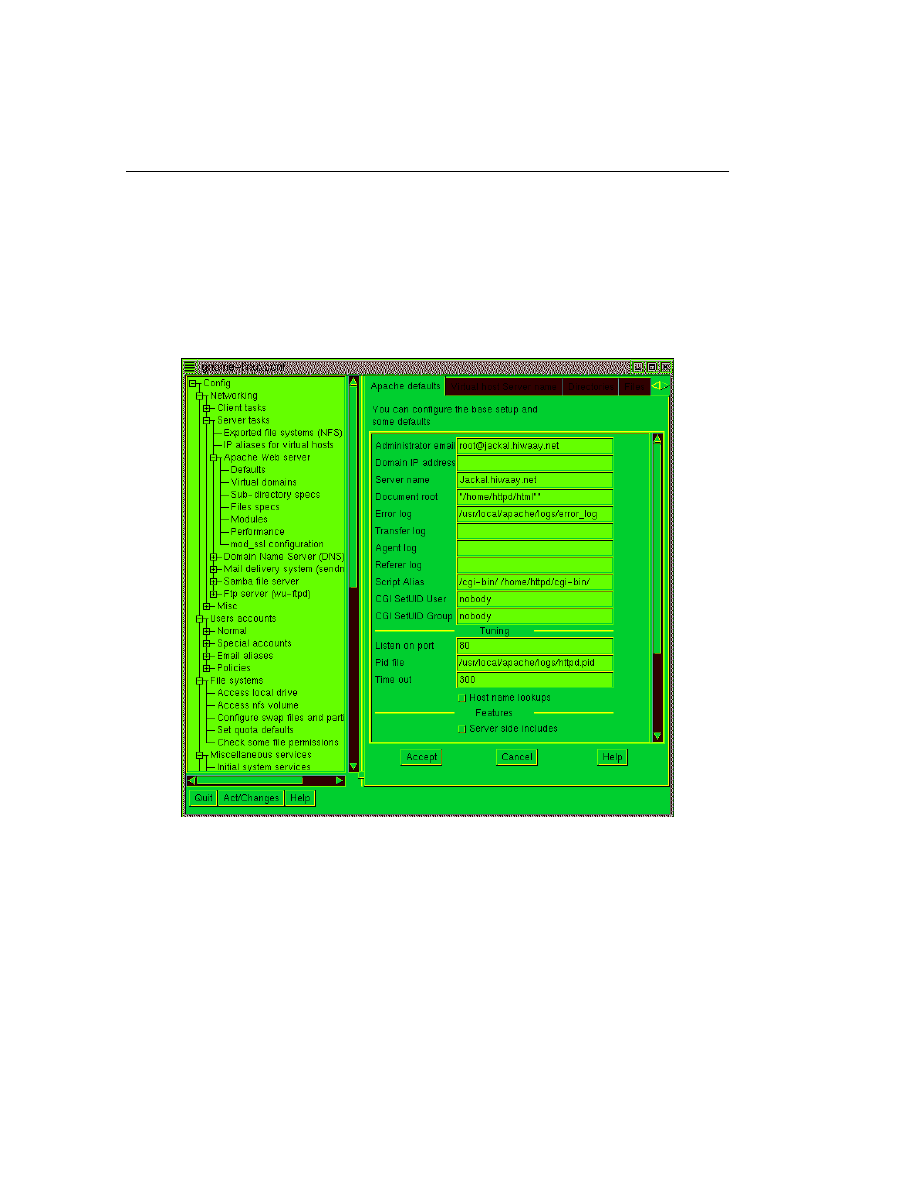 gnome-linuxconf
Config
Networking
Client tasks
Server tasks
Exported file systems (NFS)
IP aliases for virtual hosts
Apache Web server
Defaults
Virtual domains
Sub-directory specs
Files specs
Modules
Performance
mod_ssl configuration
Domain Name Server (DNS)
Mail delivery system (sendn
Samba file server
Ftp server (wu-ftpd)
Misc
Users accounts
Normal
Special accounts
Email aliases
Policies
File systems
Access local drive
Access nfs volume
Configure swap files and parti
Set quota defaults
Check some file permissions
Miscellaneous services
Initial system services
Quit Act/Changes Help
Apache defaults
You can configure the base setup and
some defaults
Administrator email root@jackal.hiwaay.net
Domain IP address
Server name Jackal.hiwaay.net
Document root "/home/httpd/html""
Error log /usr/local/apache/logs/error_log
Transfer log
Agent log
Referer log
Script Alias /cgi-bin/ /home/httpd/cgi-bin/
CGI SetUID User nobody
CGI SetUID Group nobody
Tuning
Listen on port 80
Pid file /usr/local/apache/logs/httpd.pid
Time out 300
Host name lookups
Features
Server side includes
Accept Cancel Help